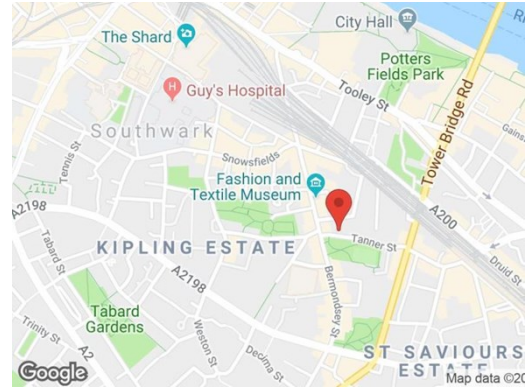 City Hall
The Shard
Potters
Fields Park
Tooley St
Guy's Hospital
Tower Bridge Rd
Gains
Southwark
Snowsfields
Tennis St
Fashion and
Textile Museum
A200
A2198
Tanner St
Druid St
KIPLING ESTATE
Tabard St
A2198
Bermondsey St
Tabard
Gardens
Trinity St
A2
Weston St
Decima St
ST SAVIOURS
ESTATE
Google
Map data ©20